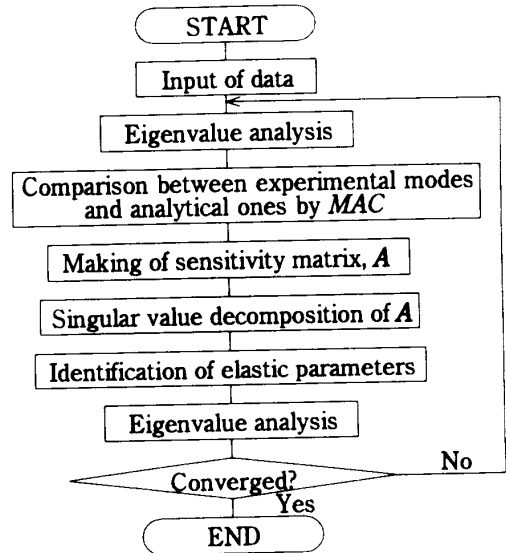 START
Input of data
Eigenvalue analysis
Comparison between experimental modes
and analytical ones by MAC
Making of sensitivity matrix, A
Singular value decomposition of A
Identification of elastic parameters
Eigenvalue analysis
Converged?
No
Yes
END